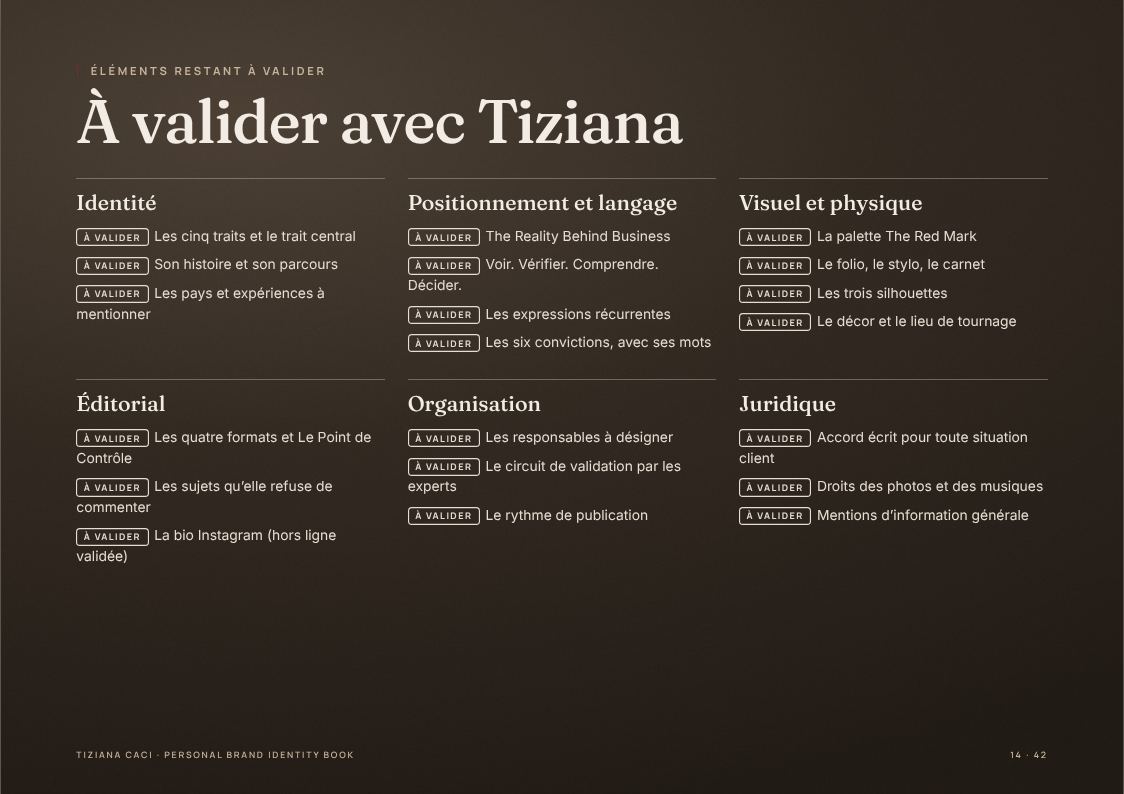 ÉLÉMENTS RESTANT À VALIDER
À valider avec Tiziana
Identité
À VALIDER Les cinq traits et le trait central
À VALIDER Son histoire et son parcours
À VALIDER Les pays et expériences à
mentionner
Positionnement et langage
À VALIDER The Reality Behind Business
À VALIDER Voir. Vérifier. Comprendre.
Décider.
À VALIDER Les expressions récurrentes
À VALIDER Les six convictions, avec ses mots
Visuel et physique
À VALIDER La palette The Red Mark
À VALIDER Le folio, le stylo, le carnet
À VALIDER Les trois silhouettes
À VALIDER Le décor et le lieu de tournage
Éditorial
À VALIDER Les quatre formats et Le Point de
Contrôle
À VALIDER Les sujets qu’elle refuse de
commenter
À VALIDER La bio Instagram (hors ligne
validée)
Organisation
À VALIDER Les responsables à désigner
À VALIDER Le circuit de validation par les
experts
À VALIDER Le rythme de publication
Juridique
À VALIDER Accord écrit pour toute situation
client
À VALIDER Droits des photos et des musiques
À VALIDER Mentions d’information générale
TIZIANA CACI · PERSONAL BRAND IDENTITY BOOK
14 · 42